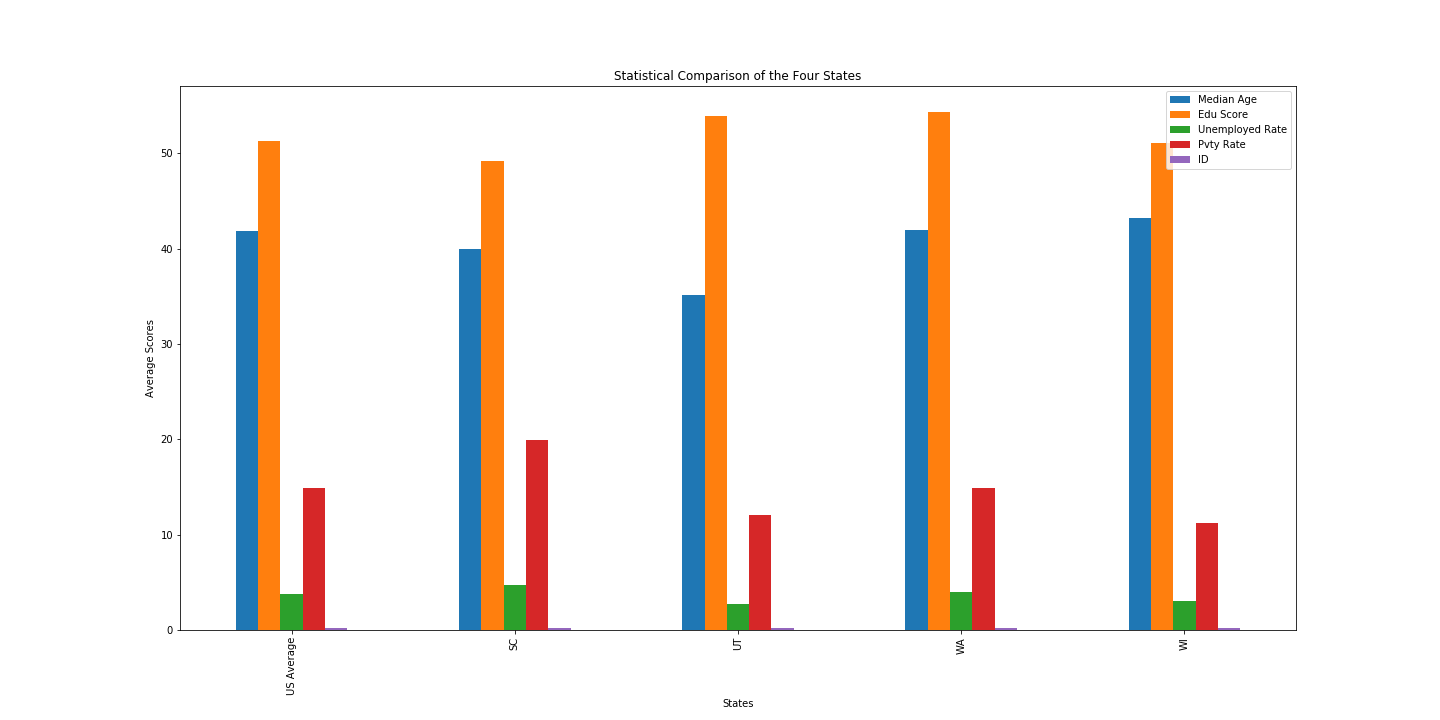 Statistical Comparison of the Four States
Median Age
Edu Score
Unemployed Rate
Pvty Rate
ID
Average Scores
50
40
30
20
10
0
US Average
SC
UT
WA
WI
States